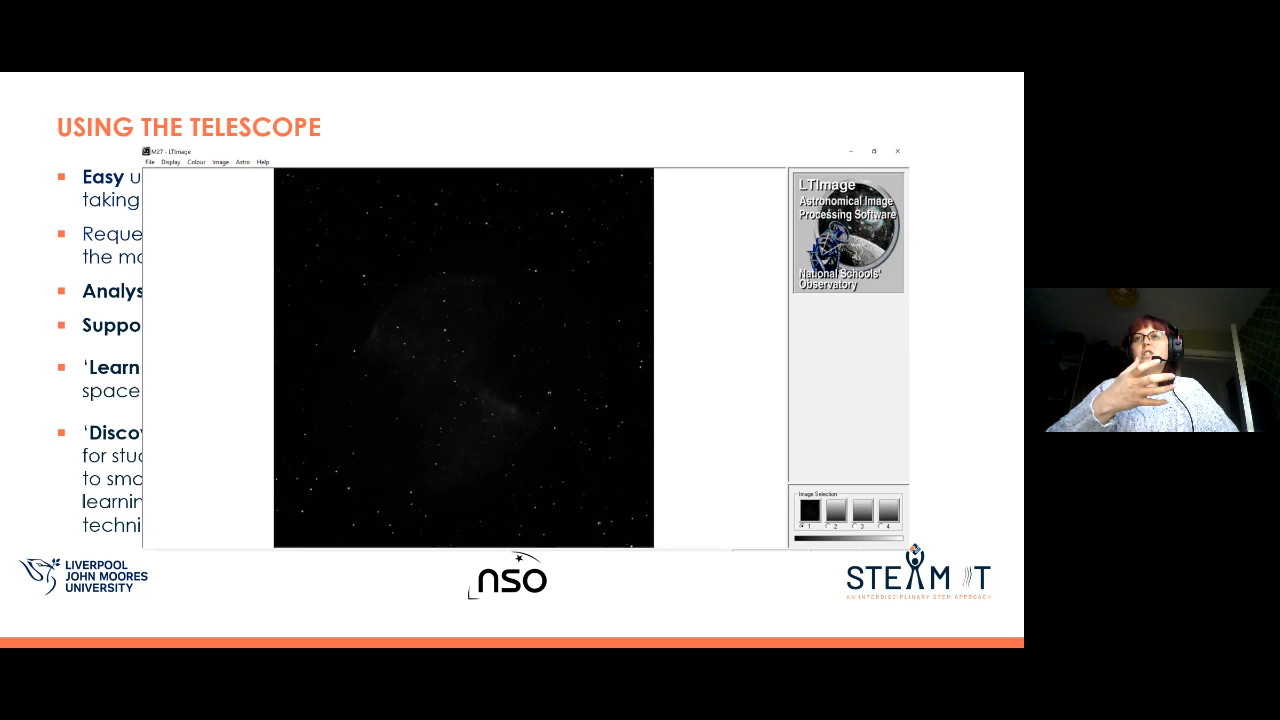 USING THE TELESCOPE
M27 - LTImage
File Display Colour Image Astro Help
Easy u
taking
Reque
the mo
Analys
Suppo
‘Learn
space
‘Disco
for stu
to sma
learnin
techni
LTImage
Astronomical Image
Processing Software
National Schools'
Observatory
Image Selection
1 2 3 4
LIVERPOOL
JOHN MOORES
UNIVERSITY
nso
STEAM IT
AN INTERDISCIPLINARY STEM APPROACH